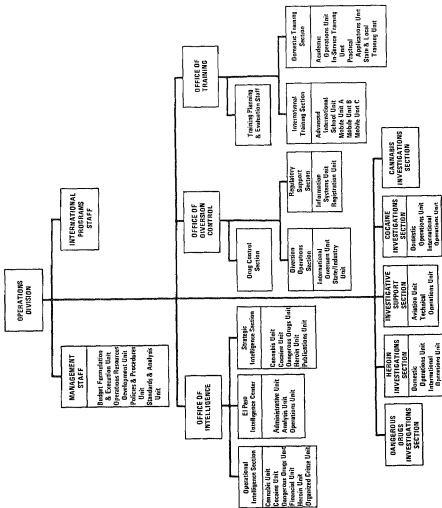 OPERATIONS
DIVISION
MANAGEMENT
STAFF
Budget Formulation
& Execution Unit
Operations Resources
Development Unit
Policies & Procedures
Unit
Standards & Analysis
Unit
INTERNATIONAL
PROGRAMS
STAFF
OFFICE OF
INTELLIGENCE
OFFICE OF
DIVERSION
CONTROL
OFFICE OF
TRAINING
Operational
Intelligence Section
Cannabis Unit
Cocaine Unit
Dangerous Drugs Unit
Financial Unit
Heroin Unit
Organized Crime Unit
El Paso
Intelligence Center
Administrative Unit
Analysis Unit
Operations Unit
Strategic
Intelligence Section
Cannabis Unit
Cocaine Unit
Dangerous Drugs Unit
Heroin Unit
Publications Unit
Drug Control
Section
Diversion
Operations
Section
International
Overseas Unit
State/Industry
Unit
Regulatory
Support
Section
Information
Systems Unit
Registration Unit
Training Planning
& Evaluation Staff
International
Training Section
Advanced
International
School Unit
Mobile Unit A
Mobile Unit B
Mobile Unit C
Domestic Training
Section
Academic
Operations Unit
In-Service Training
Unit
Practical
Applications Unit
State & Local
Training Unit
DANGEROUS
DRUGS
INVESTIGATIONS
SECTION
HEROIN
INVESTIGATIONS
SECTION
Domestic
Operations Unit
International
Operations Unit
INVESTIGATIVE
SUPPORT
SECTION
Aviation Unit
Technical
Operations Unit
COCAINE
INVESTIGATIONS
SECTION
Domestic
Operations Unit
International
Operations Unit
CANNABIS
INVESTIGATIONS
SECTION